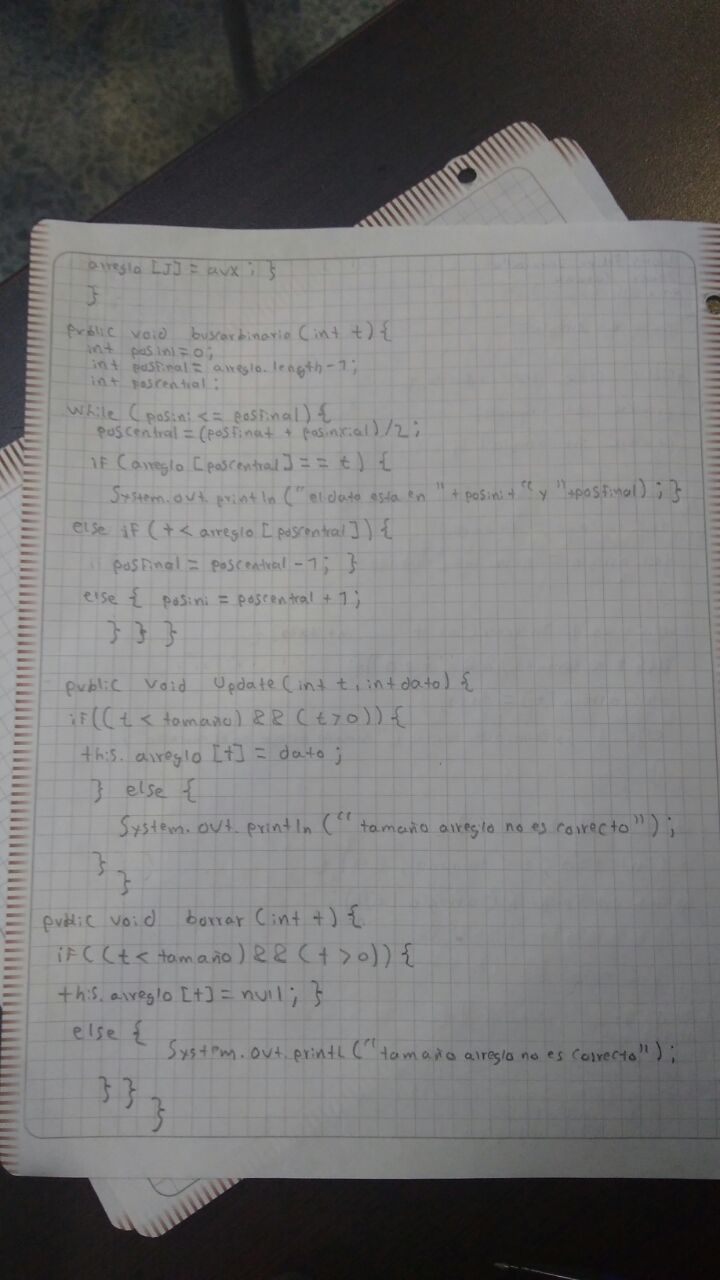 arreglo [J] = aux ; }
}
public void buscarbinario (int t) {
int posini = 0;
int posfinal = arreglo.length - 1;
int poscentral ;
while (posini <= posfinal) {
poscentral = (posfinat + posinicial) / 2 ;
if (arreglo [poscentral] == t) {
System.out.println ("el dato esta en " + posini + " y " + posfinal) ; }
else if (t < arreglo [poscentral]) {
posfinal = poscentral - 1; }
else { posini = poscentral + 1;
} } }
public void Update (int t, int dato) {
if ((t < tamaño) && (t > 0)) {
this. arreglo [t] = dato ;
} else {
System.out.println (" tamaño arreglo no es correcto") ;
}
}
public void borrar (int t) {
if ((t < tamaño) && (t > 0)) {
this. arreglo [t] = null ; }
else {
System.out.printl ("tamaño arreglo no es correcto") ;
} }
}